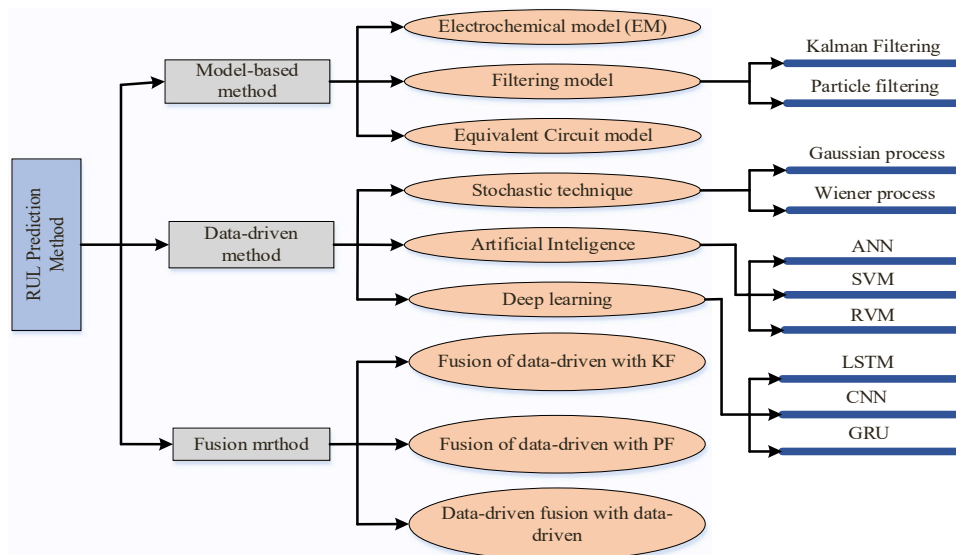 RUL Prediction
Method
Model-based
method
Electrochemical model (EM)
Filtering model
Equivalent Circuit model
Kalman Filtering
Particle filtering
Data-driven
method
Stochastic technique
Artificial Inteligence
Deep learning
Gaussian process
Wiener process
ANN
SVM
RVM
LSTM
CNN
GRU
Fusion mrthod
Fusion of data-driven with KF
Fusion of data-driven with PF
Data-driven fusion with data-
driven